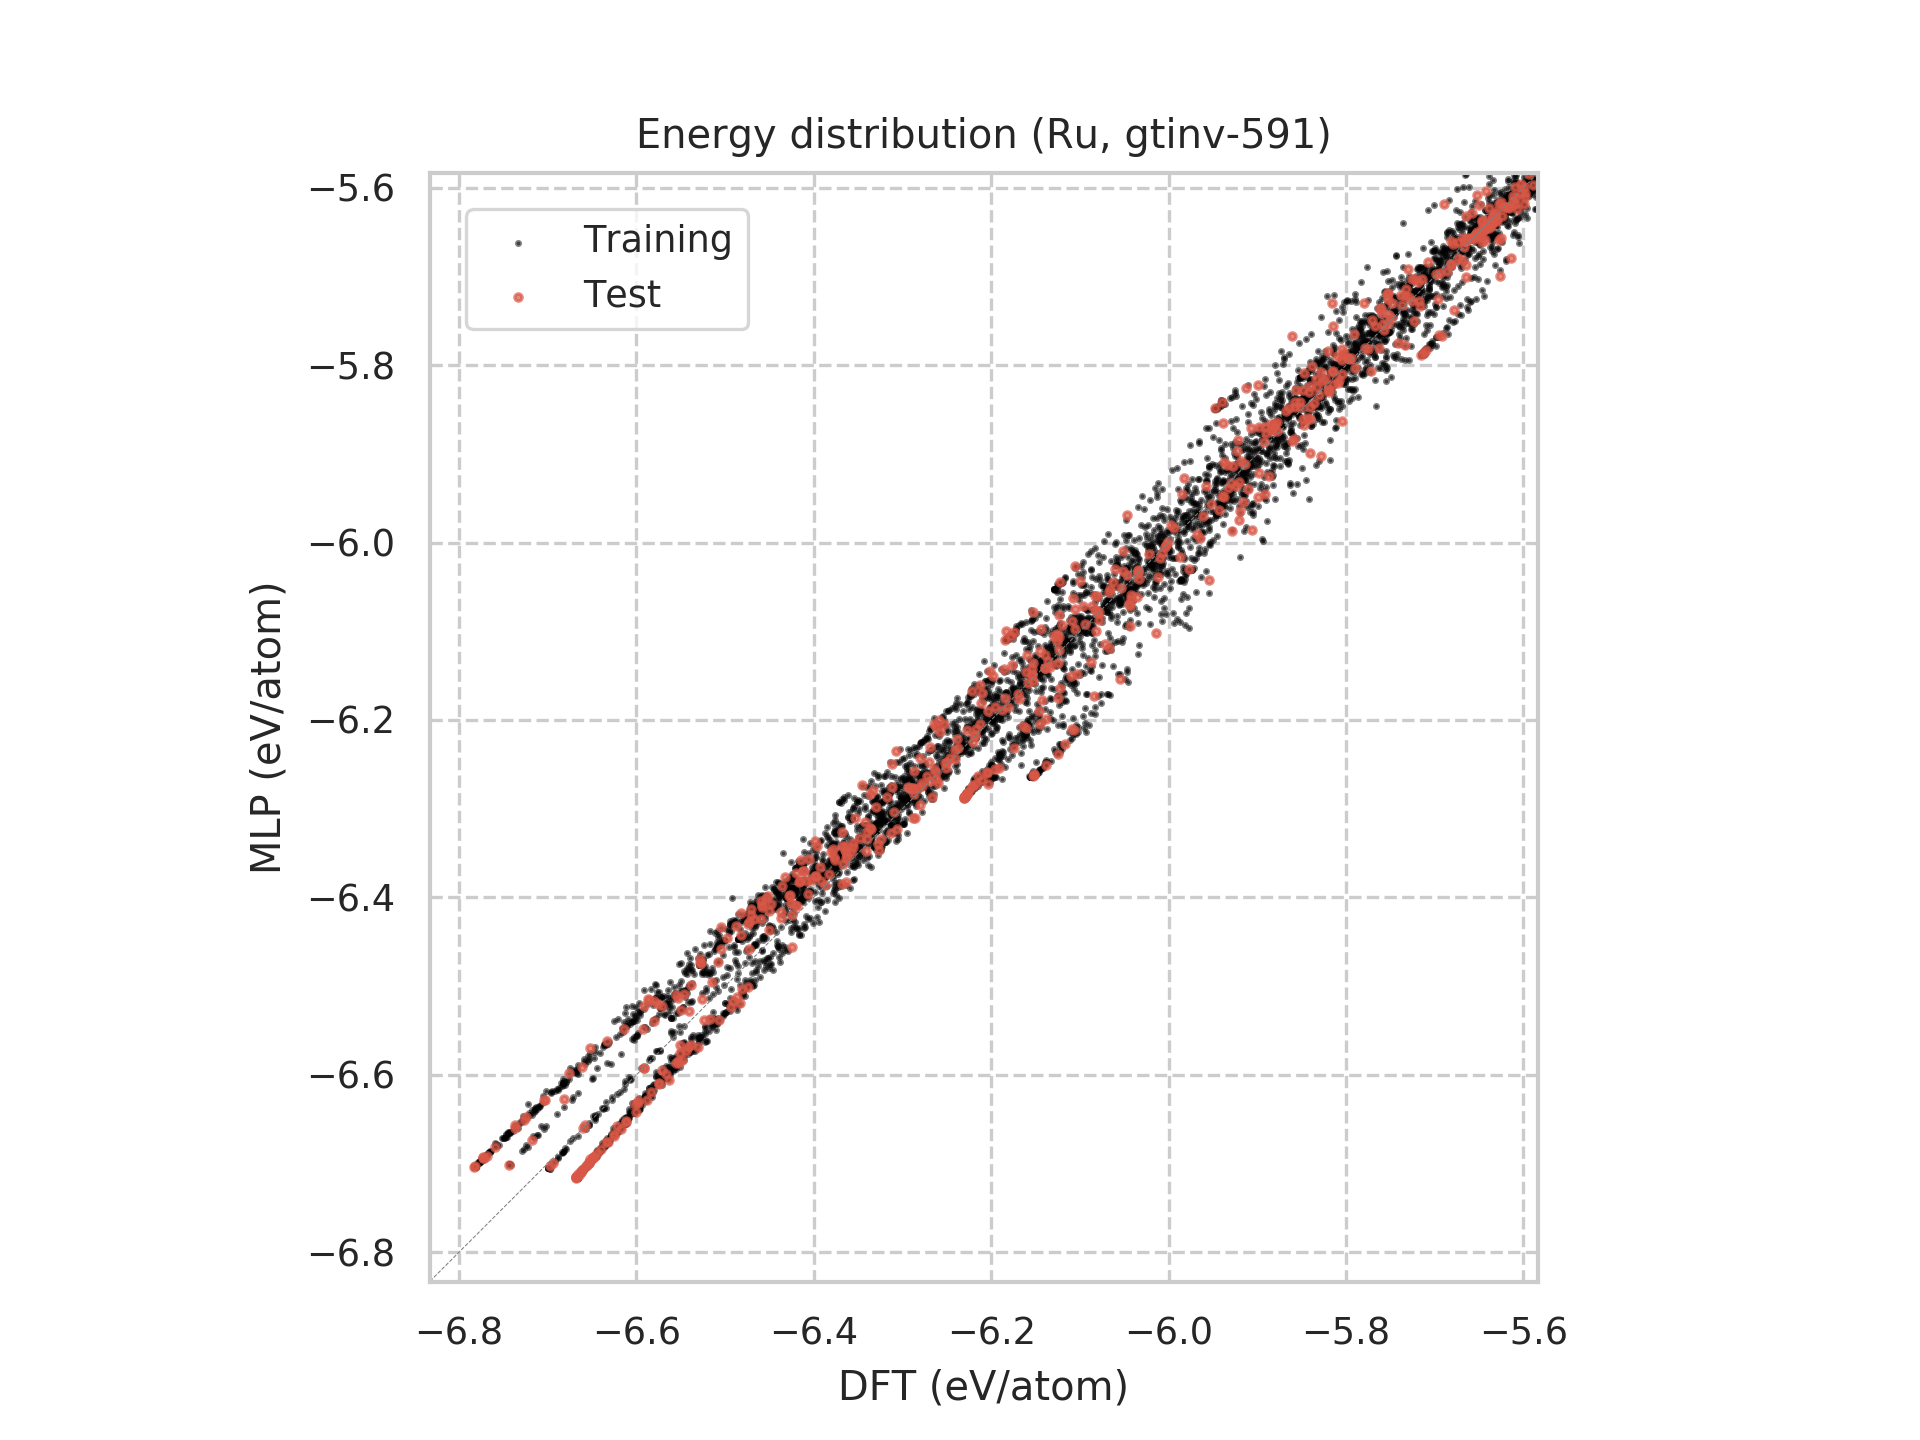 Energy distribution (Ru, gtinv-591)
Training
Test
MLP (eV/atom)
−5.6
−5.8
−6.0
−6.2
−6.4
−6.6
−6.8
−6.8 −6.6 −6.4 −6.2 −6.0 −5.8 −5.6
DFT (eV/atom)